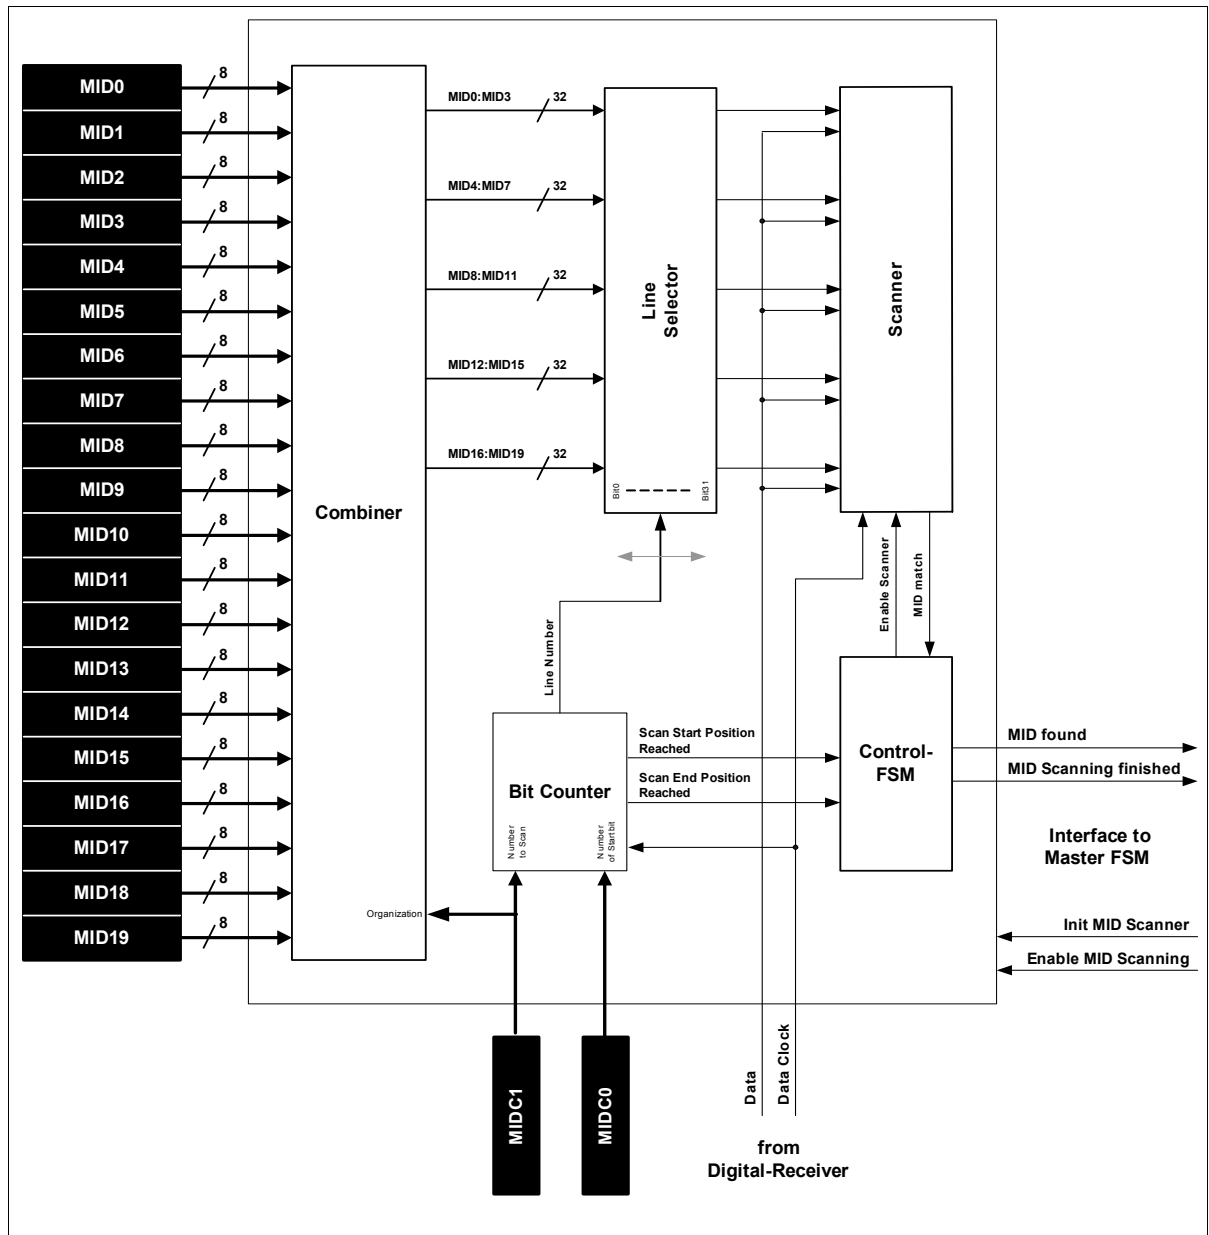 MID0
8
MID1
8
MID2
8
MID3
8
MID4
8
MID5
8
MID6
8
MID7
8
MID8
8
MID9
8
MID10
8
MID11
8
MID12
8
MID13
8
MID14
8
MID15
8
MID16
8
MID17
8
MID18
8
MID19
8
Combiner
Organization
MID0:MID3
32
MID4:MID7
32
MID8:MID11
32
MID12:MID15
32
MID16:MID19
32
Line
Selector
Bit0
Bit31
Scanner
Line Number
Enable Scanner
MID match
Bit Counter
Number
to Scan
Number
of Startbit
Scan Start Position
Reached
Scan End Position
Reached
Control-
FSM
MID found
MID Scanning finished
Interface to
Master FSM
Init MID Scanner
Enable MID Scanning
MIDC1
MIDC0
Data
Data Clock
from
Digital-Receiver